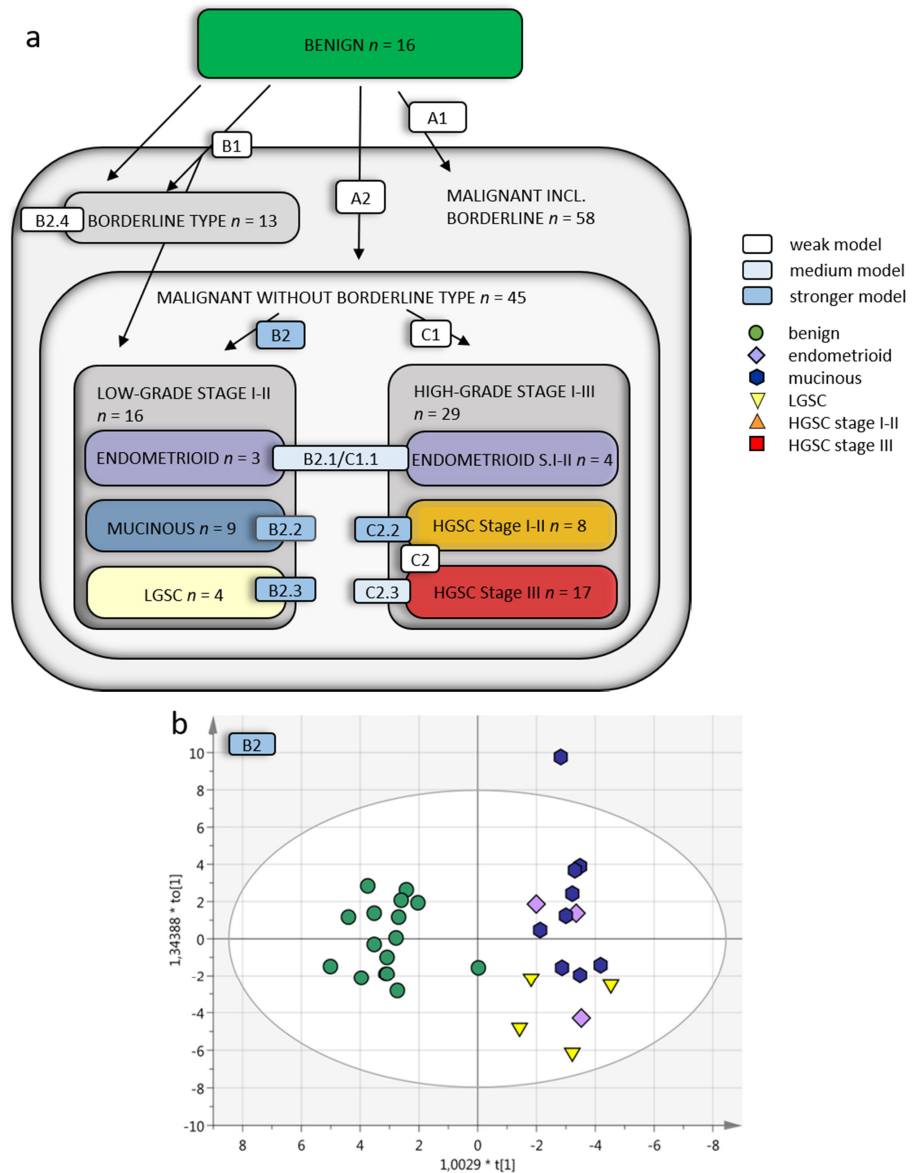 a
BENIGN n = 16
A1
B1
A2
MALIGNANT INCL.
BORDERLINE n = 58
B2.4
BORDERLINE TYPE n = 13
weak model
medium model
stronger model
benign
endometrioid
mucinous
LGSC
HGSC stage I-II
HGSC stage III
MALIGNANT WITHOUT BORDERLINE TYPE n = 45
B2
C1
LOW-GRADE STAGE I-II
n = 16
HIGH-GRADE STAGE I-III
n = 29
ENDOMETRIOID n = 3
B2.1/C1.1
ENDOMETRIOID S.I-II n = 4
MUCINOUS n = 9
B2.2
C2.2
HGSC Stage I-II n = 8
C2
LGSC n = 4
B2.3
C2.3
HGSC Stage III n = 17
b
B2
10
8
6
4
2
0
-2
-4
-6
-8
-10
1,34388 * to[1]
8 6 4 2 0 -2 -4 -6 -8
1,0029 * t[1]